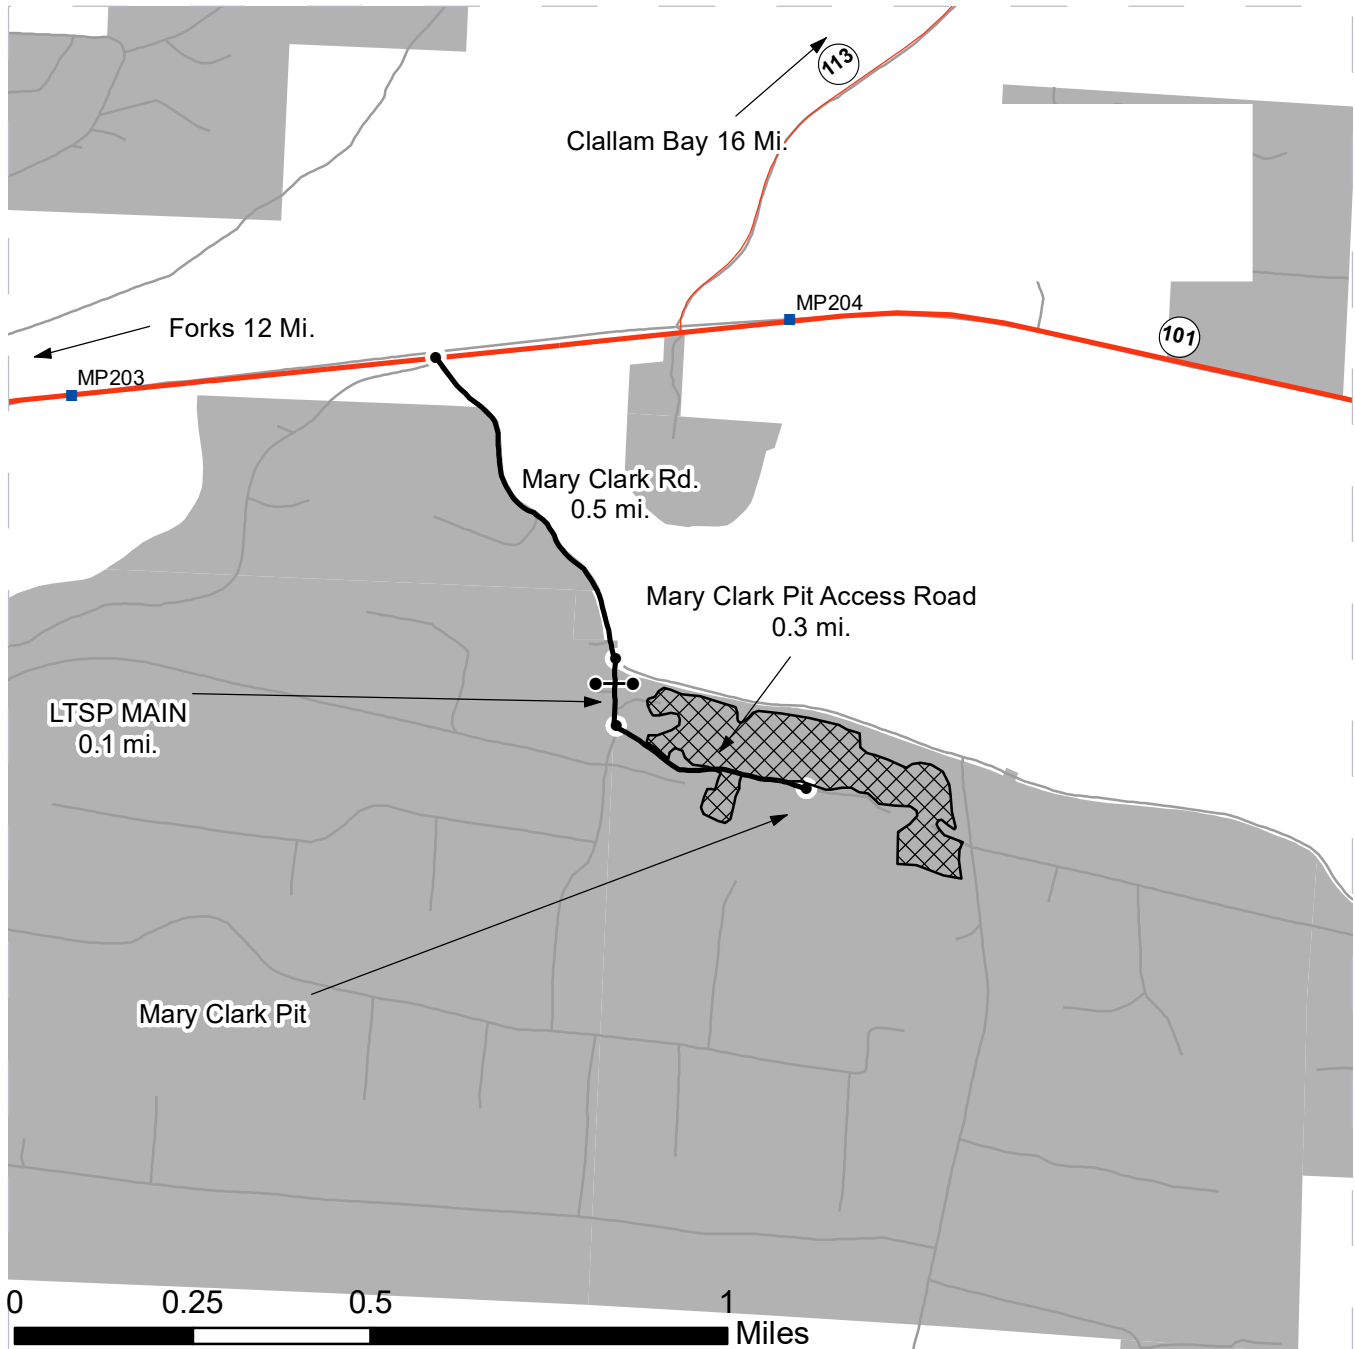 113
Clallam Bay 16 Mi.
MP204
Forks 12 Mi.
101
MP203
Mary Clark Rd.
0.5 mi.
Mary Clark Pit Access Road
0.3 mi.
LTSP MAIN
0.1 mi.
Mary Clark Pit
0 0.25 0.5 1
Miles